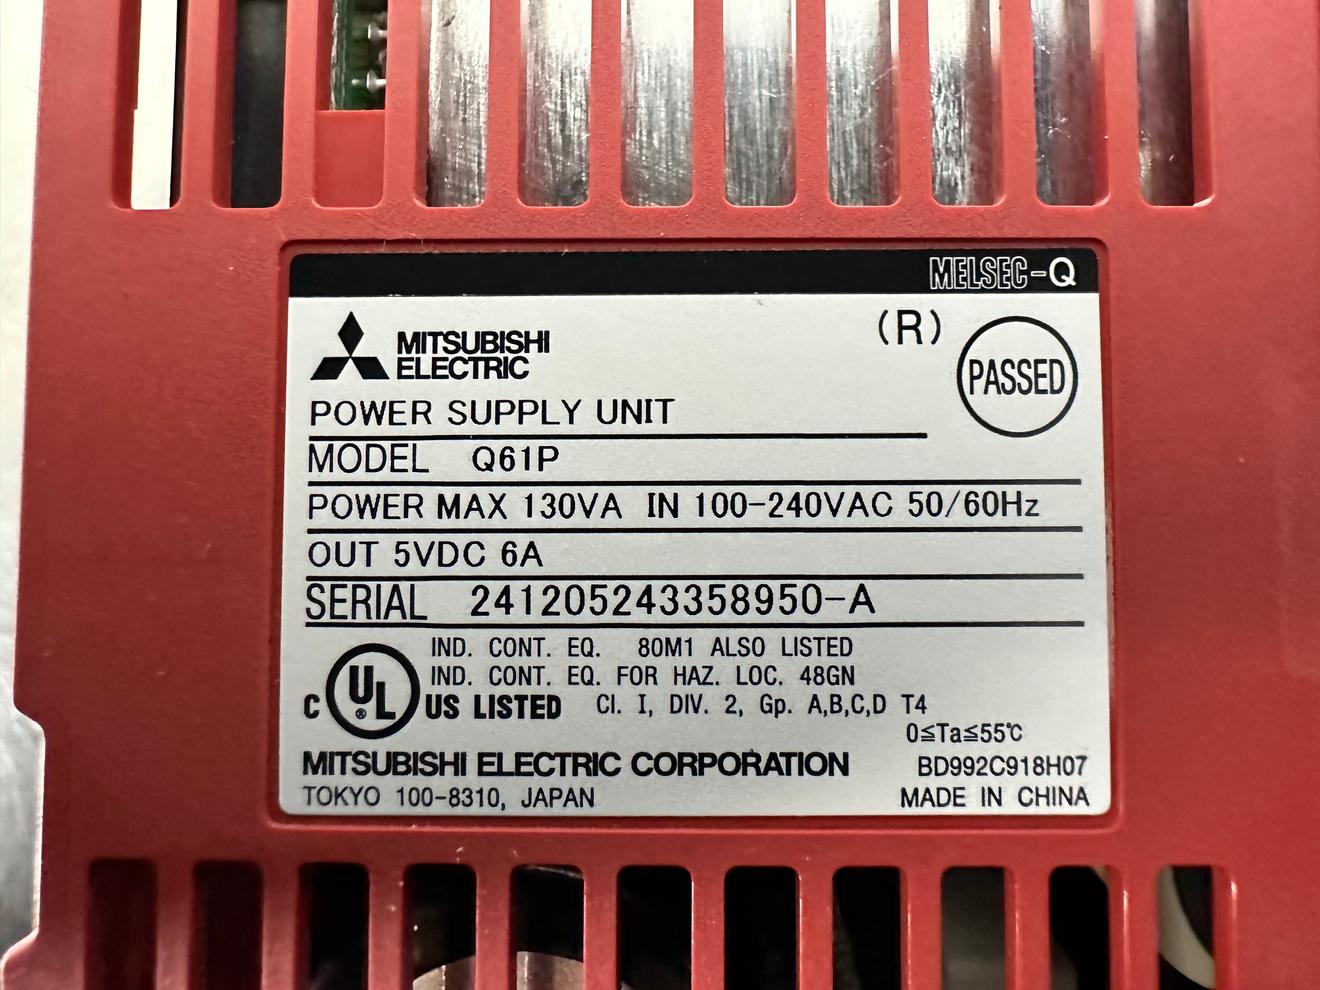 MELSEC-Q
MITSUBISHI
ELECTRIC
(R)
PASSED
POWER SUPPLY UNIT
MODEL Q61P
POWER MAX 130VA IN 100-240VAC 50/60Hz
OUT 5VDC 6A
SERIAL 241205243358950-A
IND. CONT. EQ. 80M1 ALSO LISTED
IND. CONT. EQ. FOR HAZ. LOC. 48GN
C UL ® US LISTED Cl. I, DIV. 2, Gp. A,B,C,D T4
0≦Ta≦55℃
MITSUBISHI ELECTRIC CORPORATION BD992C918H07
TOKYO 100-8310, JAPAN MADE IN CHINA